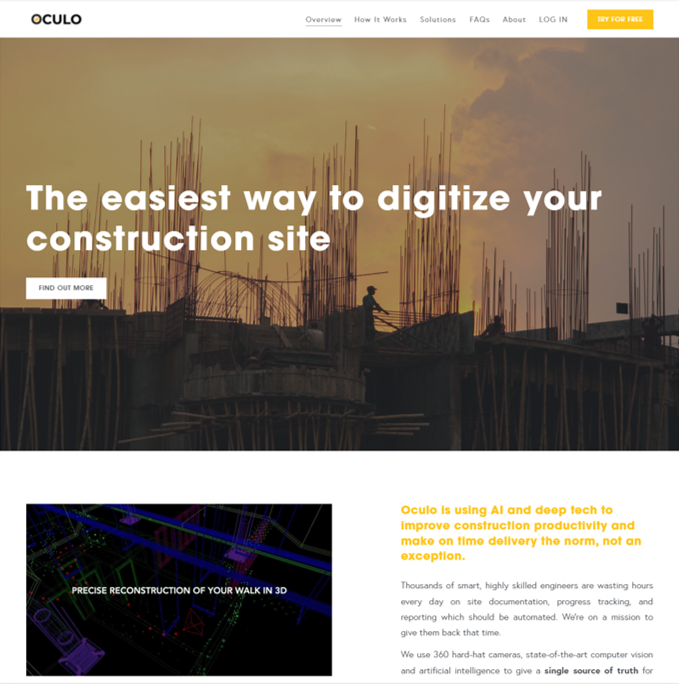 OCULO
Overview How It Works Solutions FAQs About LOG IN TRY FOR FREE
The easiest way to digitize your
construction site
FIND OUT MORE
PRECISE RECONSTRUCTION OF YOUR WALK IN 3D
Oculo is using AI and deep tech to
improve construction productivity and
make on time delivery the norm, not an
exception.
Thousands of smart, highly skilled engineers are wasting hours
every day on site documentation, progress tracking, and
reporting which should be automated. We're on a mission to
give them back that time.
We use 360 hard-hat cameras, state-of-the-art computer vision
and artificial intelligence to give a single source of truth for